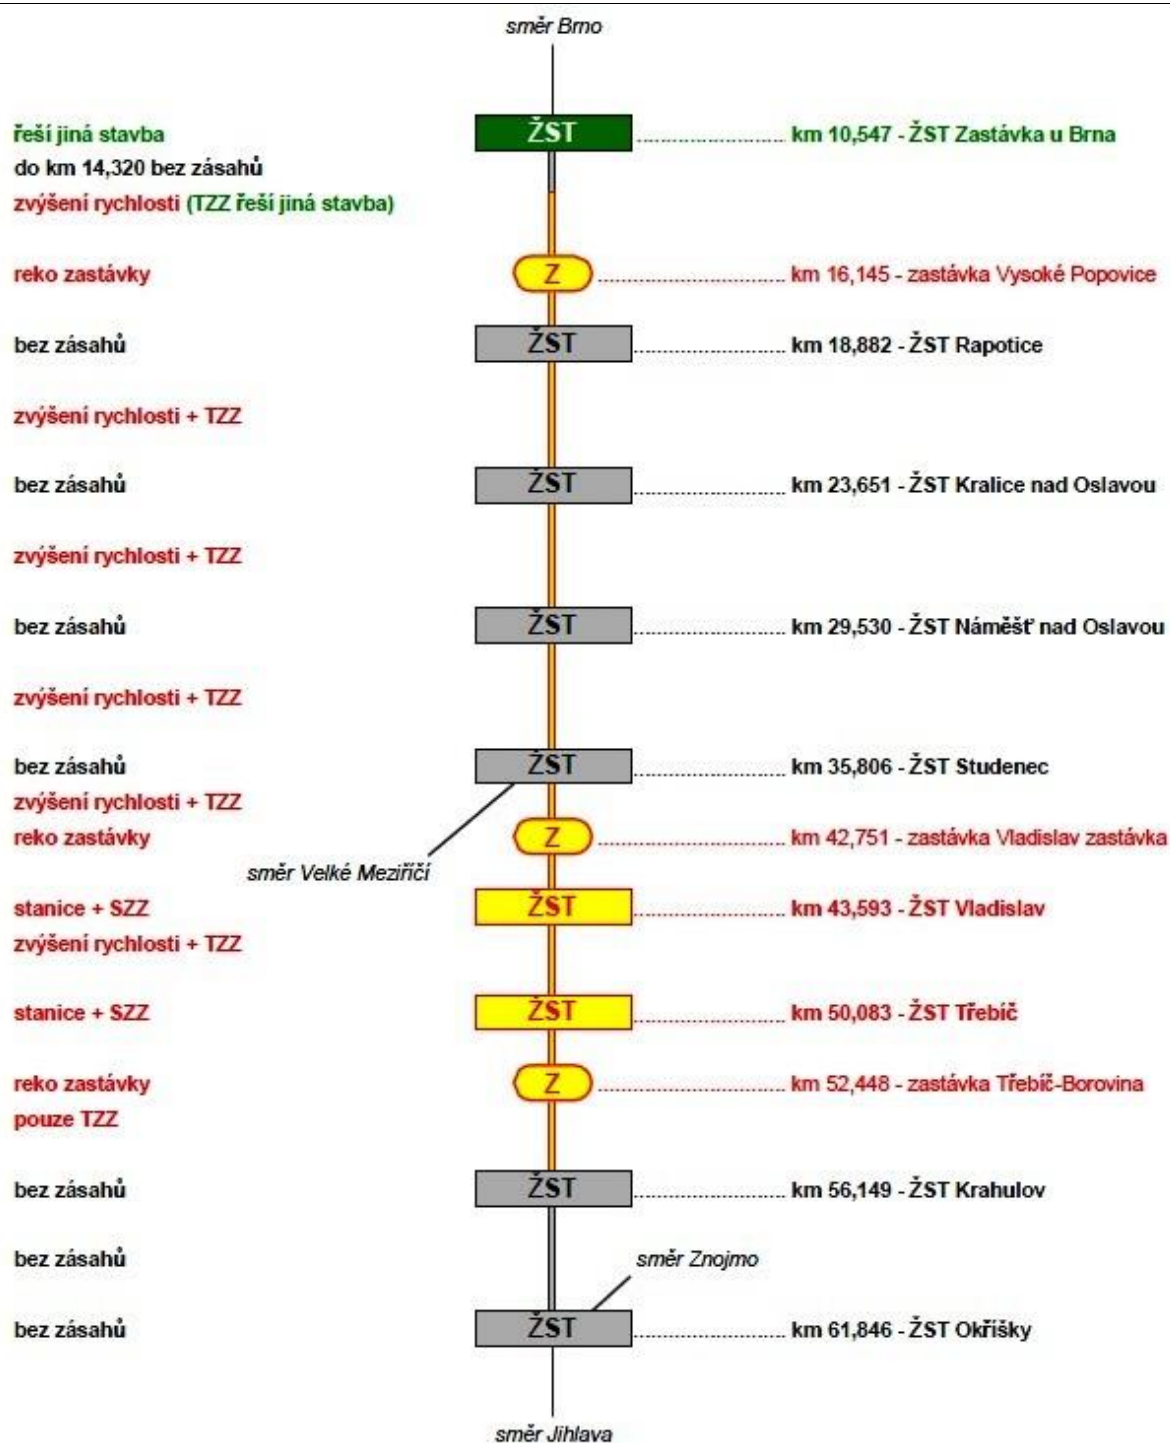 směr Brno
řeší jiná stavba ŽST km 10,547 - ŽST Zastávka u Brna
do km 14,320 bez zásahů
zvýšení rychlosti (TZZ řeší jiná stavba)
reko zastávky Z km 16,145 - zastávka Vysoké Popovice
bez zásahů ŽST km 18,882 - ŽST Rapotice
zvýšení rychlosti + TZZ
bez zásahů ŽST km 23,651 - ŽST Kralice nad Oslavou
zvýšení rychlosti + TZZ
bez zásahů ŽST km 29,530 - ŽST Náměšť nad Oslavou
zvýšení rychlosti + TZZ
bez zásahů ŽST km 35,806 - ŽST Studenec
zvýšení rychlosti + TZZ
reko zastávky Z km 42,751 - zastávka Vladislav zastávka
směr Velké Meziříčí
stanice + SZZ ŽST km 43,593 - ŽST Vladislav
zvýšení rychlosti + TZZ
stanice + SZZ ŽST km 50,083 - ŽST Třebíč
reko zastávky Z km 52,448 - zastávka Třebíč-Borovina
pouze TZZ
bez zásahů ŽST km 56,149 - ŽST Krahulov
bez zásahů směr Znojmo
bez zásahů ŽST km 61,846 - ŽST Okříšky
směr Jihlava